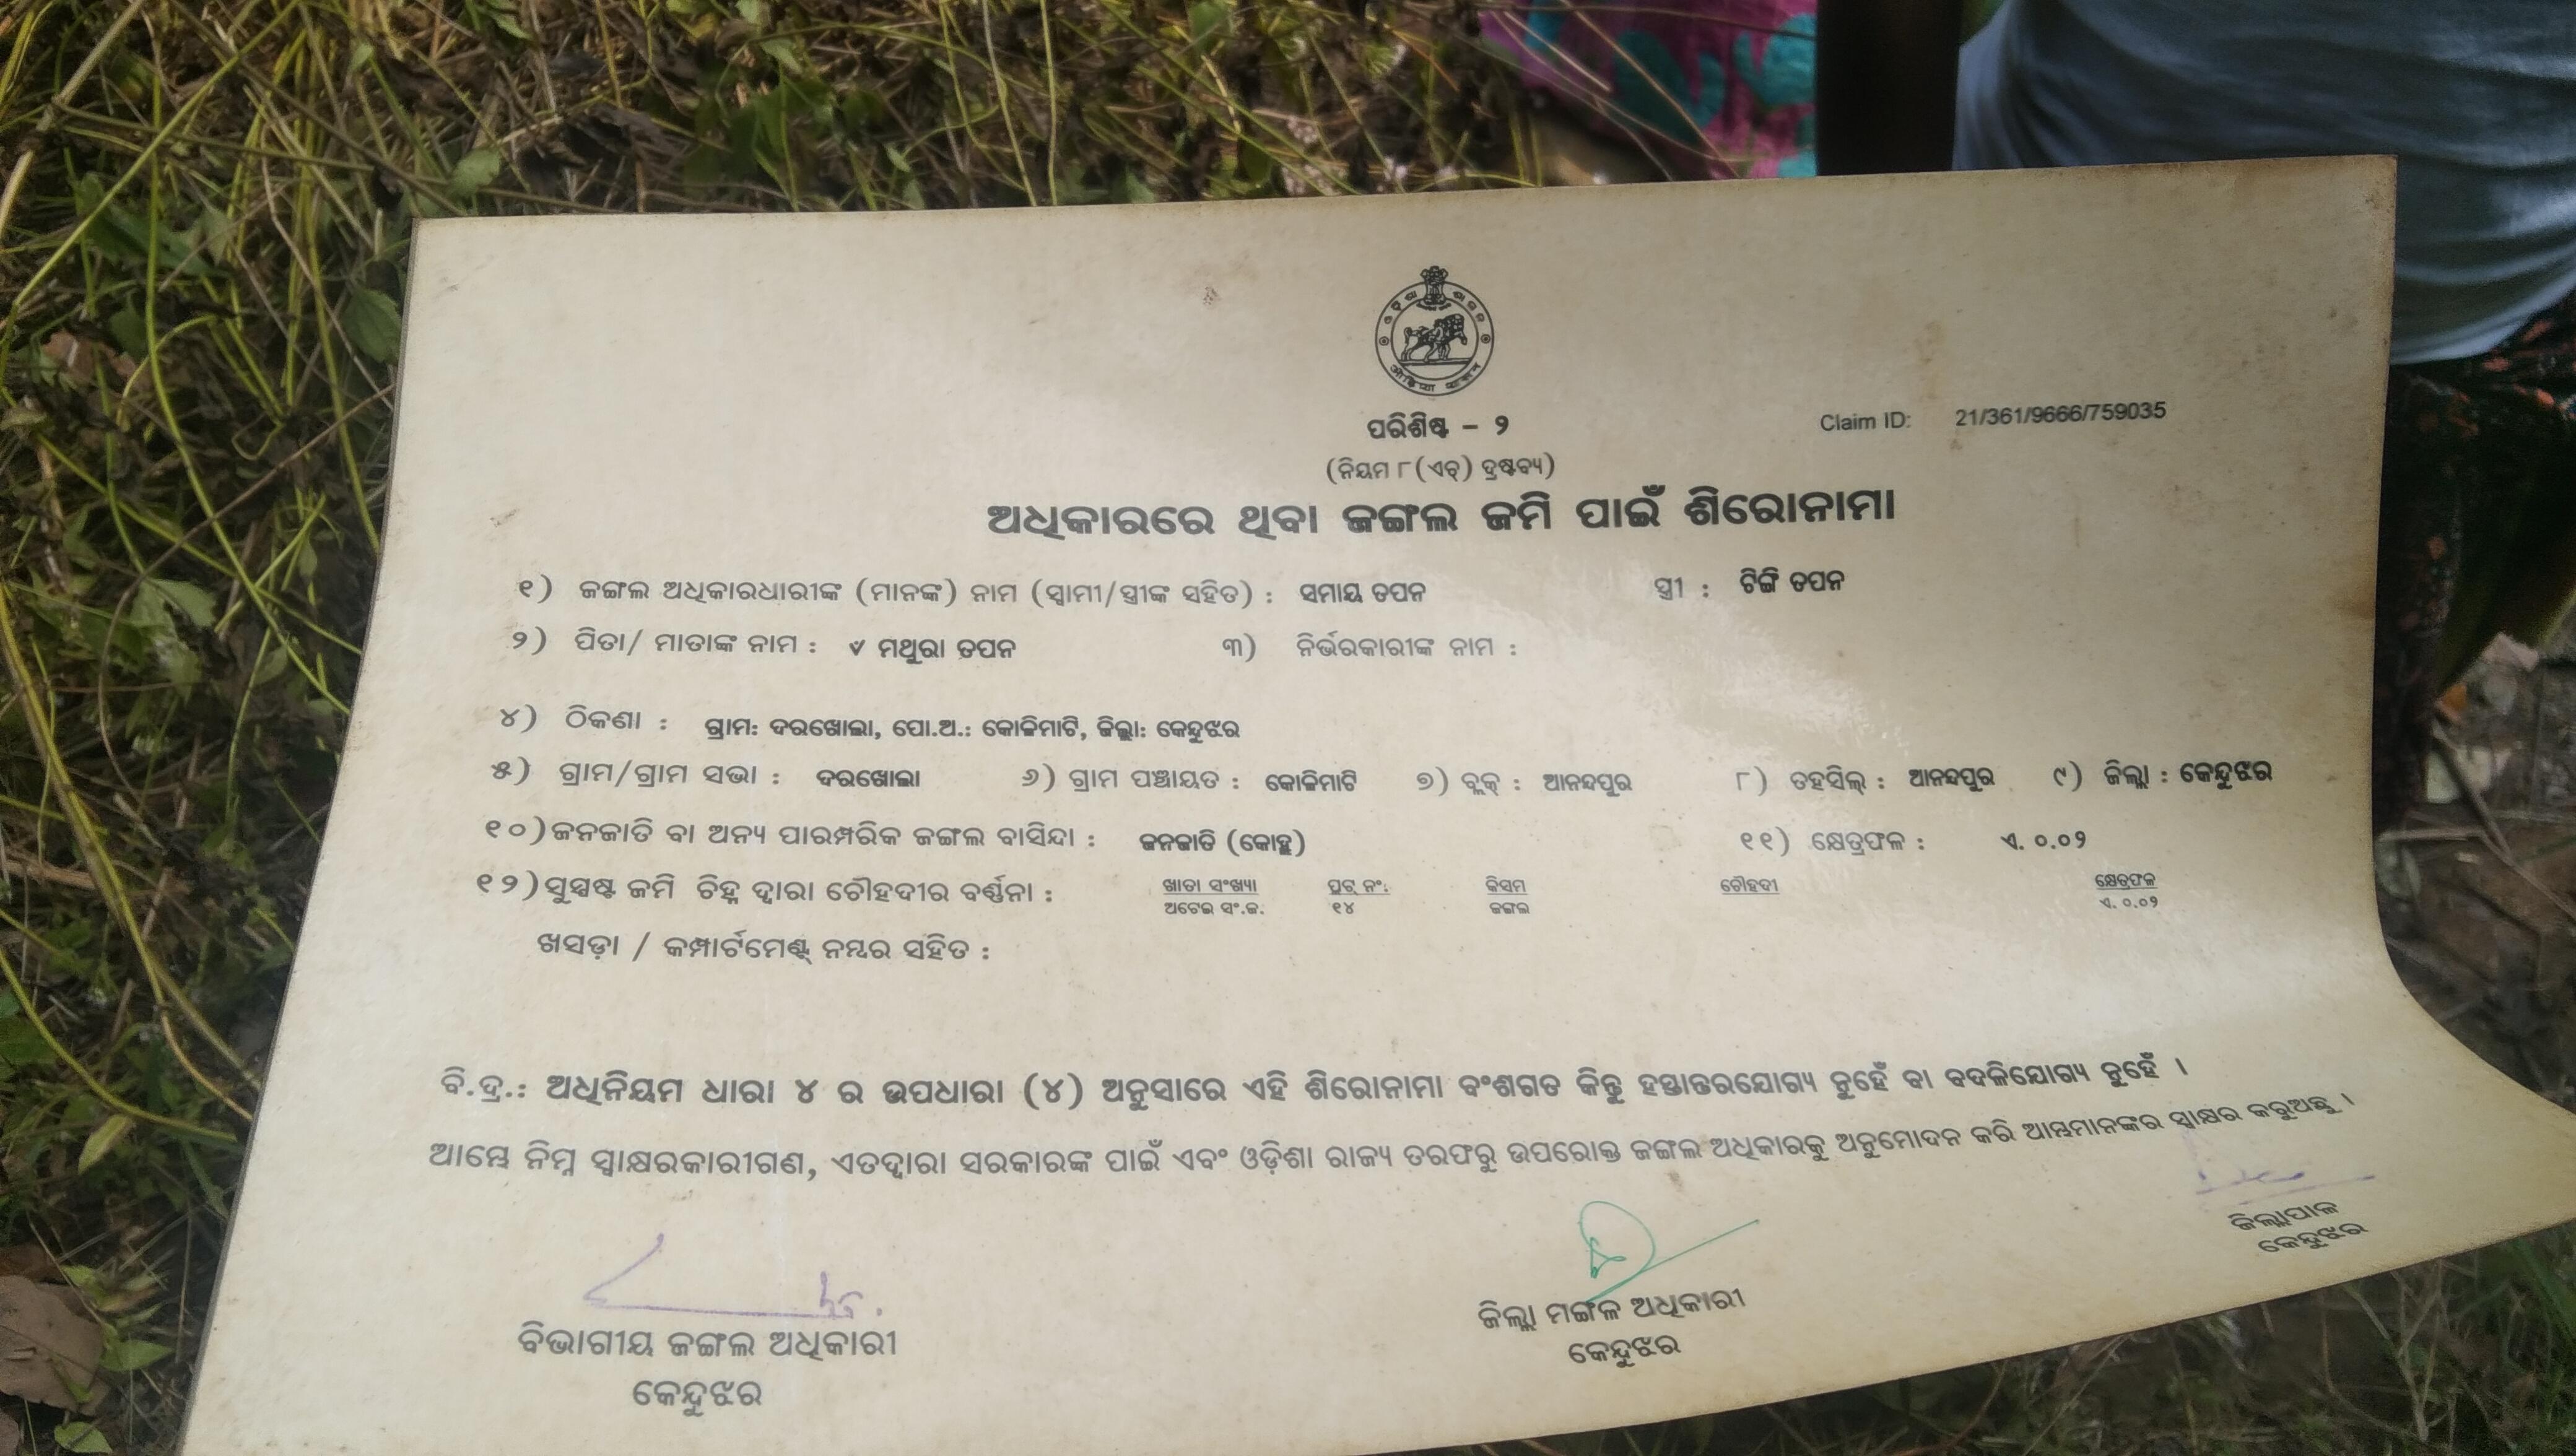 ପରିଶିଷ୍ଟ – ୨
Claim ID: 21/361/9666/759035
(ନିୟମ ୮(ଏଚ୍) ଦ୍ରଷ୍ଟବ୍ୟ)
ଅଧିକାରରେ ଥିବା ଜଙ୍ଗଲ ଜମି ପାଇଁ ଶିରୋନାମା
୧) ଜଙ୍ଗଲ ଅଧିକାରଧାରୀଙ୍କ (ମାନଙ୍କ) ନାମ (ସ୍ୱାମୀ/ସ୍ତ୍ରୀଙ୍କ ସହିତ) : ସମାୟ ତପନ ସ୍ତ୍ରୀ : ଟିଙ୍ଗି ତପନ
୨) ପିତା/ ମାତାଙ୍କ ନାମ : ୰ ମଥୁରା ତପନ ୩) ନିର୍ଭରକାରୀଙ୍କ ନାମ :
୪) ଠିକଣା : ଗ୍ରାମ: ଦରଖୋଲା, ପୋ.ଅ.: କୋଳିମାଟି, ଜିଲ୍ଲା: କେନ୍ଦୁଝର
୫) ଗ୍ରାମ/ଗ୍ରାମ ସଭା : ଦରଖୋଲା ୬) ଗ୍ରାମ ପଞ୍ଚାୟତ : କୋଳିମାଟି ୭) ବ୍ଲକ୍ : ଆନନ୍ଦପୁର ୮) ତହସିଲ୍ : ଆନନ୍ଦପୁର ୯) ଜିଲ୍ଲା : କେନ୍ଦୁଝର
୧୦)ଜନଜାତି ବା ଅନ୍ୟ ପାରମ୍ପରିକ ଜଙ୍ଗଲ ବାସିନ୍ଦା : ଜନଜାତି (କୋହ୍ଲ) ୧୧) କ୍ଷେତ୍ରଫଳ : ଏ. ୦.୦୨
୧୨)ସୁସ୍ପଷ୍ଟ ଜମି ଚିହ୍ନ ଦ୍ୱାରା ଚୌହଦୀର ବର୍ଣ୍ଣନା : ଖାତା ସଂଖ୍ୟା ପ୍ଲଟ୍ ନଂ: କିସମ ଚୌହଦୀ କ୍ଷେତ୍ରଫଳ
ଅଟେଇ ସଂ.ଜ. ୧୪ ଜଙ୍ଗଲ ଏ. ୦.୦୨
ଖସଡ଼ା / କମ୍ପାର୍ଟମେଣ୍ଟ୍ ନମ୍ବର ସହିତ :
ବି.ଦ୍ର.: ଅଧିନିୟମ ଧାରା ୪ ର ଉପଧାରା (୪) ଅନୁସାରେ ଏହି ଶିରୋନାମା ବଂଶଗତ କିନ୍ତୁ ହସ୍ତାନ୍ତରଯୋଗ୍ୟ ନୁହେଁ ବା ବଦଳିଯୋଗ୍ୟ ନୁହେଁ ।
ଆମ୍ଭେ ନିମ୍ନ ସ୍ୱାକ୍ଷରକାରୀଗଣ, ଏତଦ୍ୱାରା ସରକାରଙ୍କ ପାଇଁ ଏବଂ ଓଡ଼ିଶା ରାଜ୍ୟ ତରଫରୁ ଉପରୋକ୍ତ ଜଙ୍ଗଲ ଅଧିକାରକୁ ଅନୁମୋଦନ କରି ଆମ୍ଭମାନଙ୍କର ସ୍ୱାକ୍ଷର କରୁଅଛୁ ।
ବିଭାଗୀୟ ଜଙ୍ଗଲ ଅଧିକାରୀ
କେନ୍ଦୁଝର
ଜିଲ୍ଲା ମଙ୍ଗଳ ଅଧିକାରୀ
କେନ୍ଦୁଝର
ଜିଲ୍ଲାପାଳ
କେନ୍ଦୁଝର